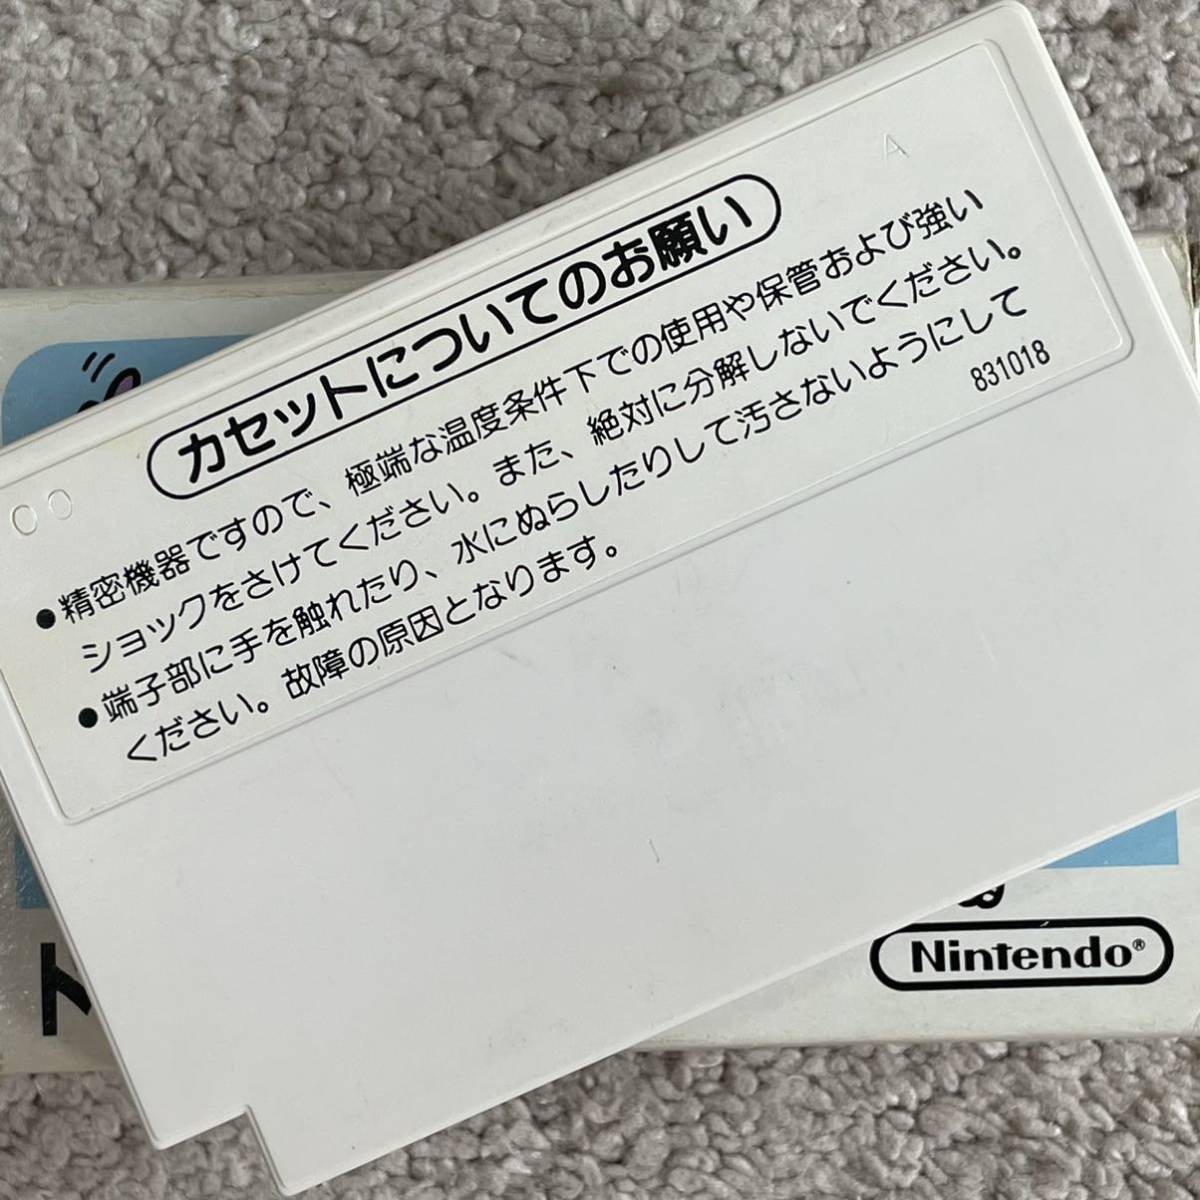 A
カセットについてのお願い
●精密機器ですので、極端な温度条件下での使用や保管および強い
ショックをさけてください。また、絶対に分解しないでください。
●端子部に手を触れたり、水にぬらしたりして汚さないようにして
ください。故障の原因となります。
831018
Nintendo®